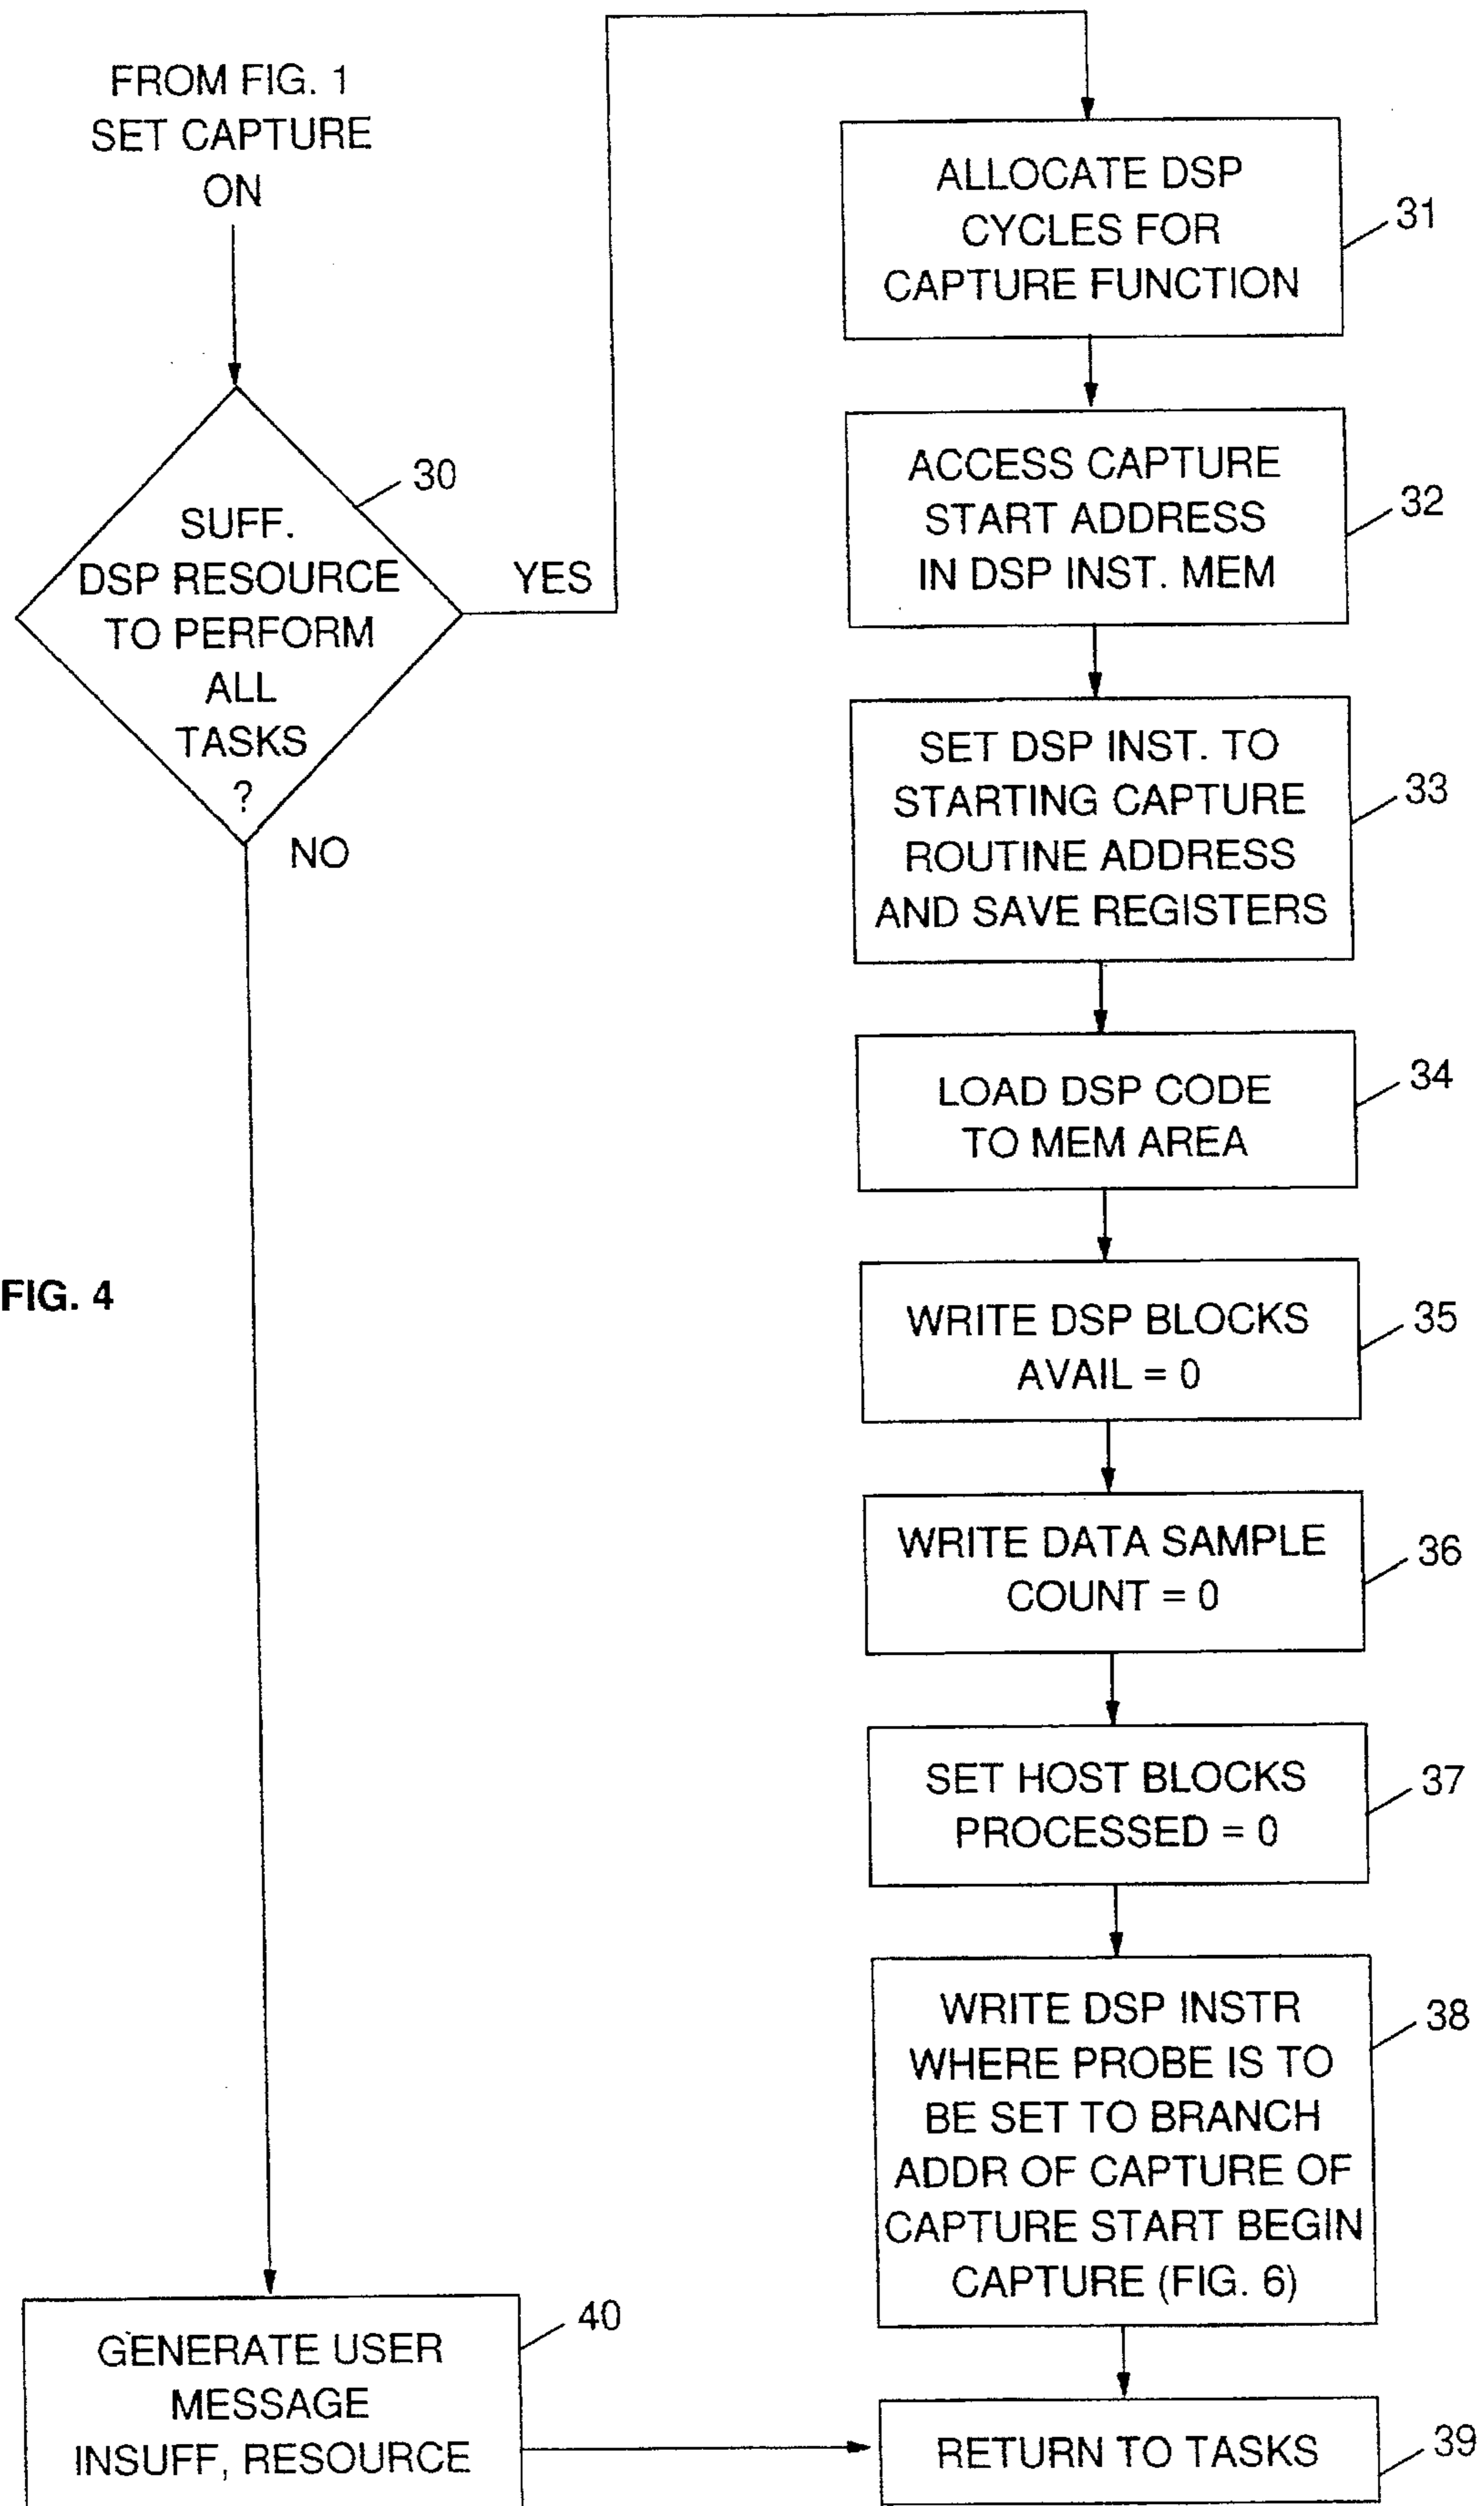 FROM FIG. 1
SET CAPTURE
ON
30
SUFF.
DSP RESOURCE
TO PERFORM
ALL
TASKS
?
YES
NO
ALLOCATE DSP
CYCLES FOR
CAPTURE FUNCTION
31
ACCESS CAPTURE
START ADDRESS
IN DSP INST. MEM
32
SET DSP INST. TO
STARTING CAPTURE
ROUTINE ADDRESS
AND SAVE REGISTERS
33
LOAD DSP CODE
TO MEM AREA
34
FIG. 4
WRITE DSP BLOCKS
AVAIL = 0
35
WRITE DATA SAMPLE
COUNT = 0
36
SET HOST BLOCKS
PROCESSED = 0
37
WRITE DSP INSTR
WHERE PROBE IS TO
BE SET TO BRANCH
ADDR OF CAPTURE OF
CAPTURE START BEGIN
CAPTURE (FIG. 6)
38
GENERATE USER
MESSAGE
INSUFF, RESOURCE
40
RETURN TO TASKS
39